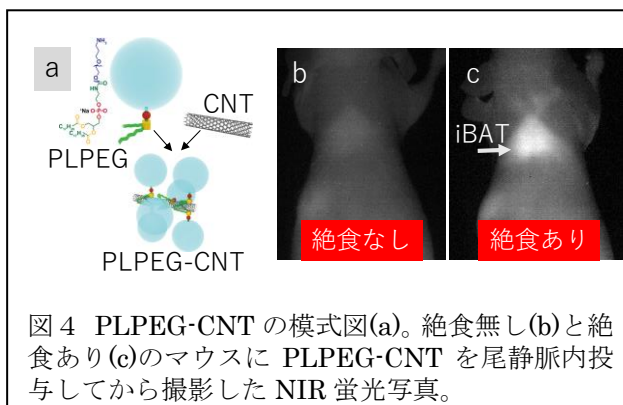 a
b
c
CNT
PLPEG
PLPEG-CNT
iBAT
絶食なし
絶食あり
図4 PLPEG-CNT の模式図(a)。絶食無し(b)と絶
食あり(c)のマウスに PLPEG-CNT を尾静脈内投
与してから撮影した NIR 蛍光写真。